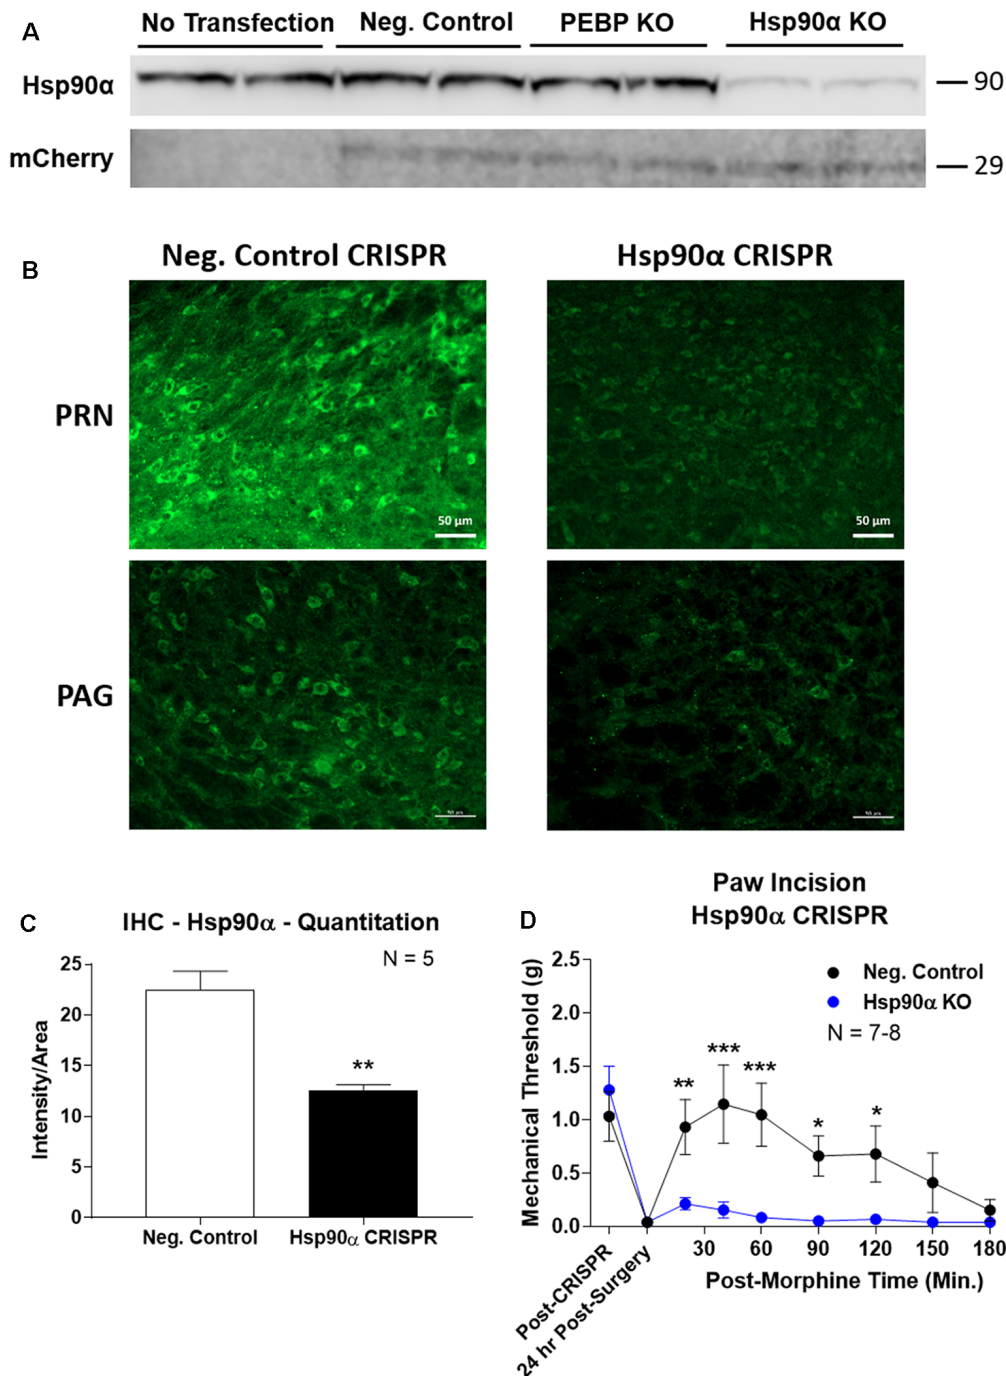 A
No Transfection
Neg. Control
PEBP KO
Hsp90α KO
Hsp90α
90
mCherry
29
B
Neg. Control CRISPR
Hsp90α CRISPR
PRN
50 µm
50 µm
PAG
C
IHC - Hsp90α - Quantitation
N = 5
Intensity/Area
25
20
15
10
5
0
**
Neg. Control
Hsp90α CRISPR
D
Paw Incision
Hsp90α CRISPR
Mechanical Threshold (g)
2.5
2.0
1.5
1.0
0.5
0.0
Neg. Control
Hsp90α KO
N = 7-8
**
***
***
*
*
Post-CRISPR
24 hr Post-Surgery
30
60
90
120
150
180
Post-Morphine Time (Min.)